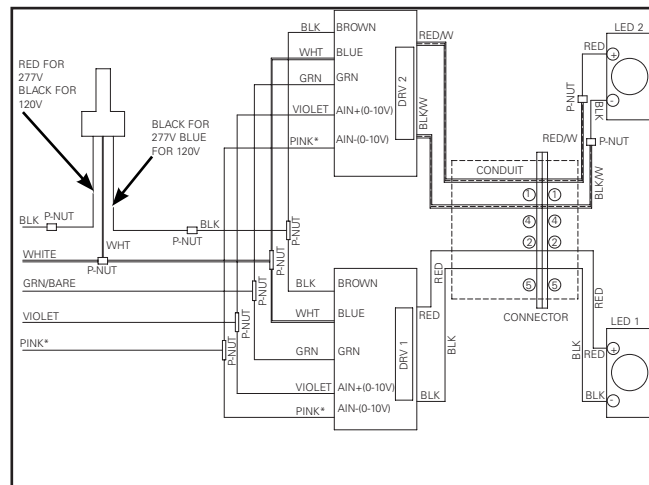 RED FOR
277V
BLACK FOR
120V
BLACK FOR
277V BLUE
FOR 120V
BLK
P-NUT
WHT
P-NUT
P-NUT
BLK
WHITE
GRN/BARE
VIOLET
PINK*
BLK
WHT
GRN
VIOLET
PINK*
BROWN
BLUE
GRN
AIN+(0-10V)
AIN-(0-10V)
DRV 2
P-NUT
P-NUT
P-NUT
P-NUT
P-NUT
BLK
WHT
GRN
VIOLET
PINK*
BROWN
BLUE
GRN
AIN+(0-10V)
AIN-(0-10V)
DRV 1
RED/W
BLK/W
RED
BLK
BLK
CONDUIT
1 1
4 4
2 2
5 5
CONNECTOR
RED/W
BLK/W
P-NUT
P-NUT
RED
BLK
LED 2
+
-
RED
RED
BLK
RED
BLK
LED 1
+
-